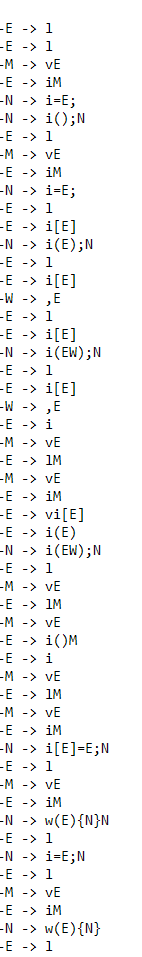 -E -> l
-E -> l
-M -> vE
-E -> iM
-N -> i=E;
-N -> i();N
-E -> l
-M -> vE
-E -> iM
-N -> i=E;
-E -> l
-E -> i[E]
-N -> i(E);N
-E -> l
-E -> i[E]
-W -> ,E
-E -> l
-E -> i[E]
-N -> i(EW);N
-E -> l
-E -> i[E]
-W -> ,E
-E -> i
-M -> vE
-E -> lM
-M -> vE
-E -> iM
-E -> vi[E]
-E -> i(E)
-N -> i(EW);N
-E -> l
-M -> vE
-E -> lM
-M -> vE
-E -> i()M
-E -> i
-M -> vE
-E -> lM
-M -> vE
-E -> iM
-N -> i[E]=E;N
-E -> l
-M -> vE
-E -> iM
-N -> w(E){N}N
-E -> l
-N -> i=E;N
-E -> l
-M -> vE
-E -> iM
-N -> w(E){N}
-E -> l